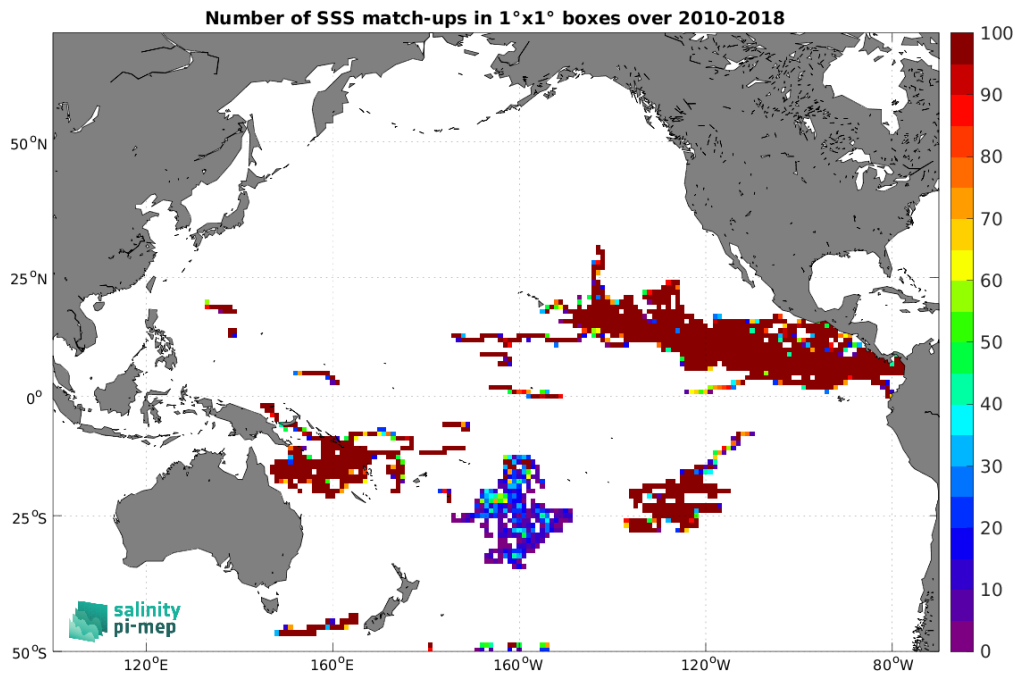 Number of SSS match-ups in 1°x1° boxes over 2010-2018
50°N
25°N
0°
25°S
50°S
120°E
160°E
160°W
120°W
80°W
100
90
80
70
60
50
40
30
20
10
0
salinity
pi-mep